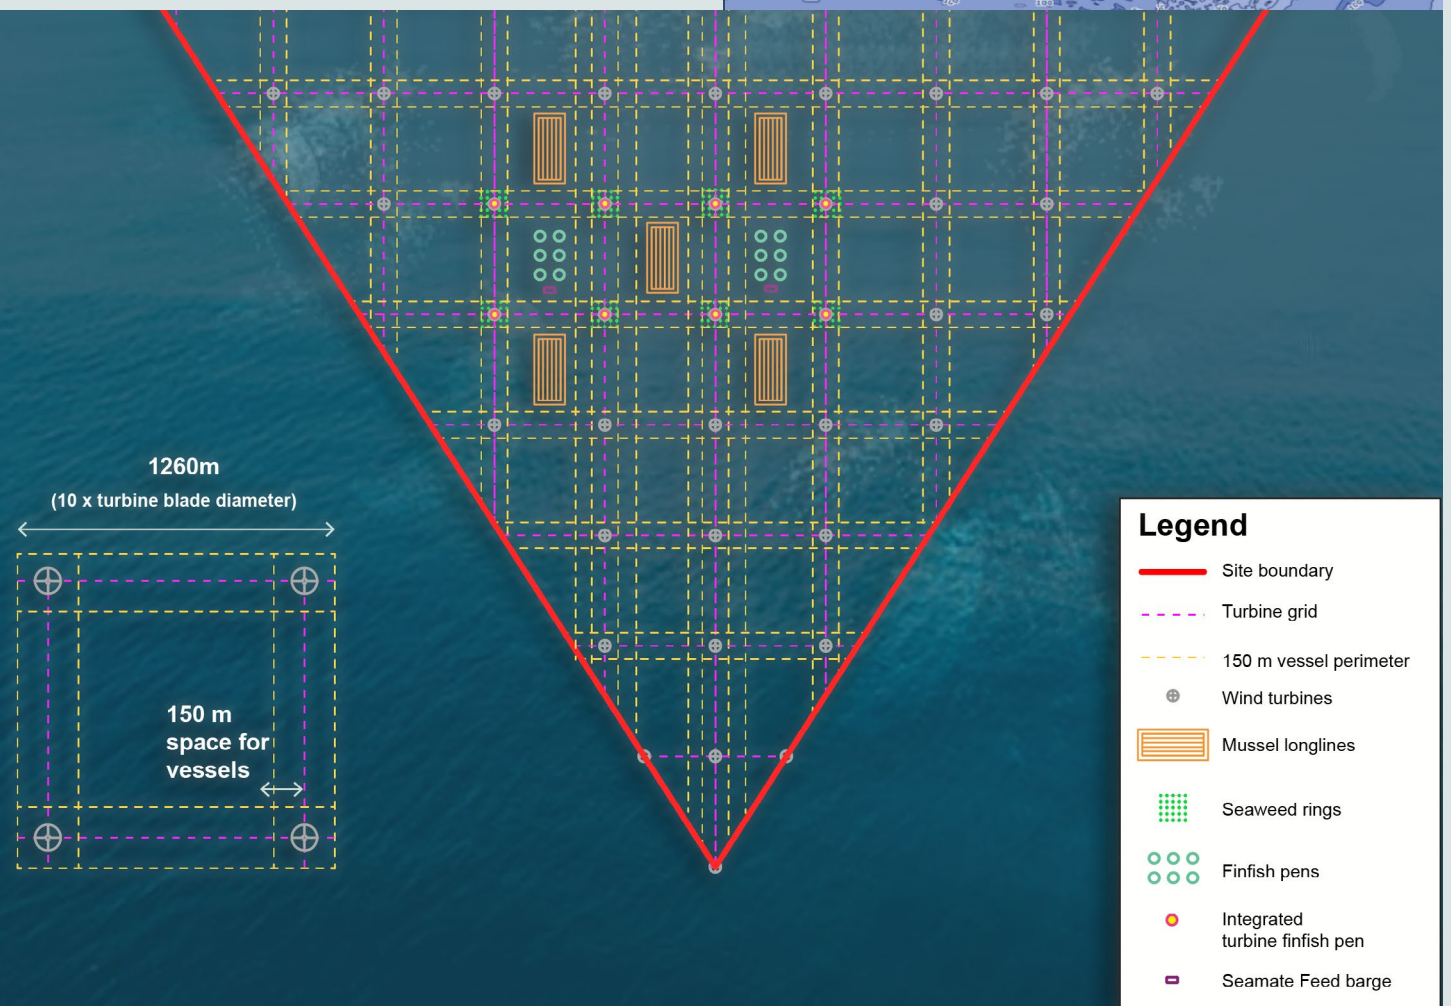 1260m
(10 x turbine blade diameter)
150 m
space for
vessels
Legend
Site boundary
Turbine grid
150 m vessel perimeter
Wind turbines
Mussel longlines
Seaweed rings
Finfish pens
Integrated
turbine finfish pen
Seamate Feed barge